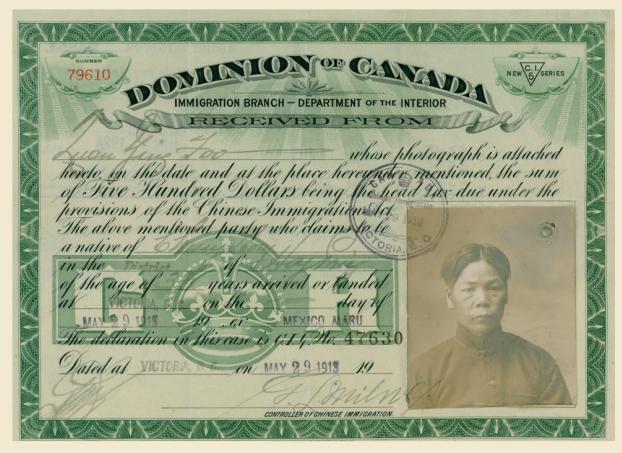 NUMBER
79610
NEW C.I. 5 SERIES
DOMINION OF CANADA
IMMIGRATION BRANCH — DEPARTMENT OF THE INTERIOR
RECEIVED FROM
Foo whose photograph is attached
hereto, on the date and at the place hereunder mentioned, the sum
of Five Hundred Dollars being the head tax due under the
provisions of the Chinese Immigration Act.
The above mentioned party who claims to be
a native of
in the District of
of the age of years arrived or landed
at VICTORIA, on the day of
MAY 29 1913 19 ex MEXICO MARU
The declaration in this case is C.I.4. No. 47630
Dated at VICTORIA, B. C. on MAY 29 1913 19
CONTROLLER OF CHINESE IMMIGRATION.
VICTORIA, B. C.